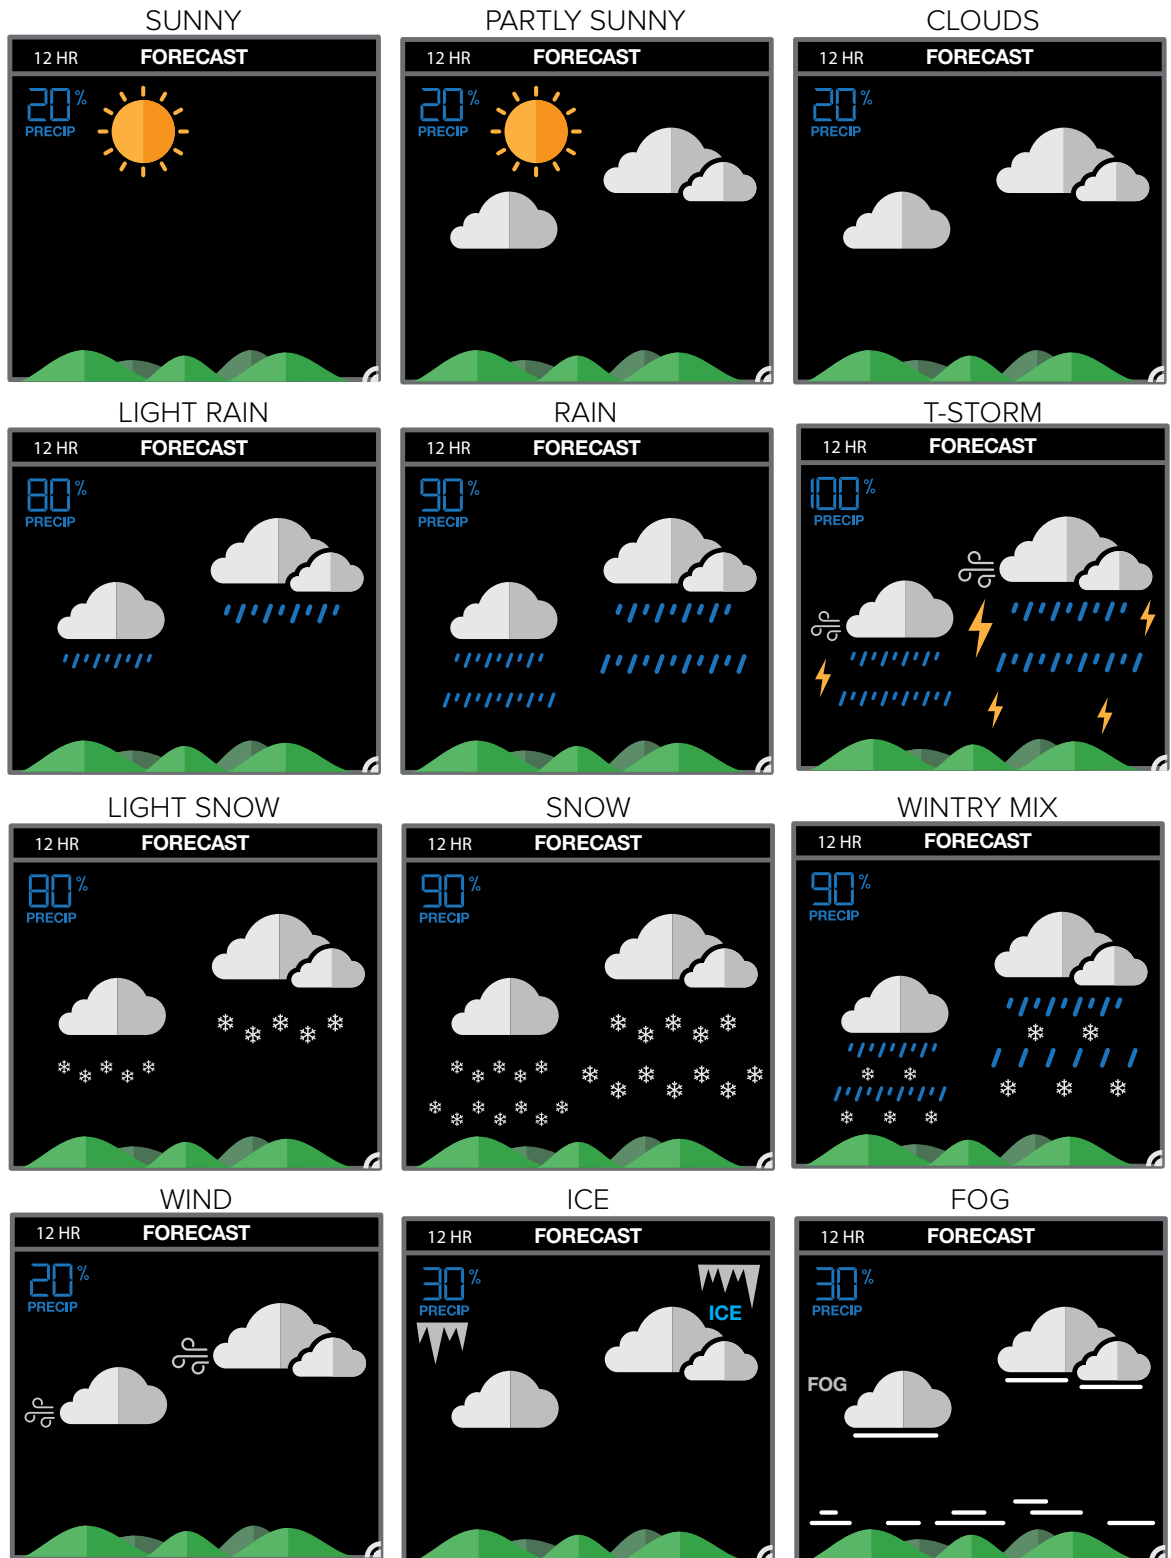 SUNNY PARTLY SUNNY CLOUDS
12 HR FORECAST 12 HR FORECAST 12 HR FORECAST
20% 20% 20%
PRECIP PRECIP PRECIP
LIGHT RAIN RAIN T-STORM
12 HR FORECAST 12 HR FORECAST 12 HR FORECAST
80% 90% 100%
PRECIP PRECIP PRECIP
LIGHT SNOW SNOW WINTRY MIX
12 HR FORECAST 12 HR FORECAST 12 HR FORECAST
80% 90% 90%
PRECIP PRECIP PRECIP
WIND ICE FOG
12 HR FORECAST 12 HR FORECAST 12 HR FORECAST
20% 30% 30%
PRECIP PRECIP ICE PRECIP
FOG